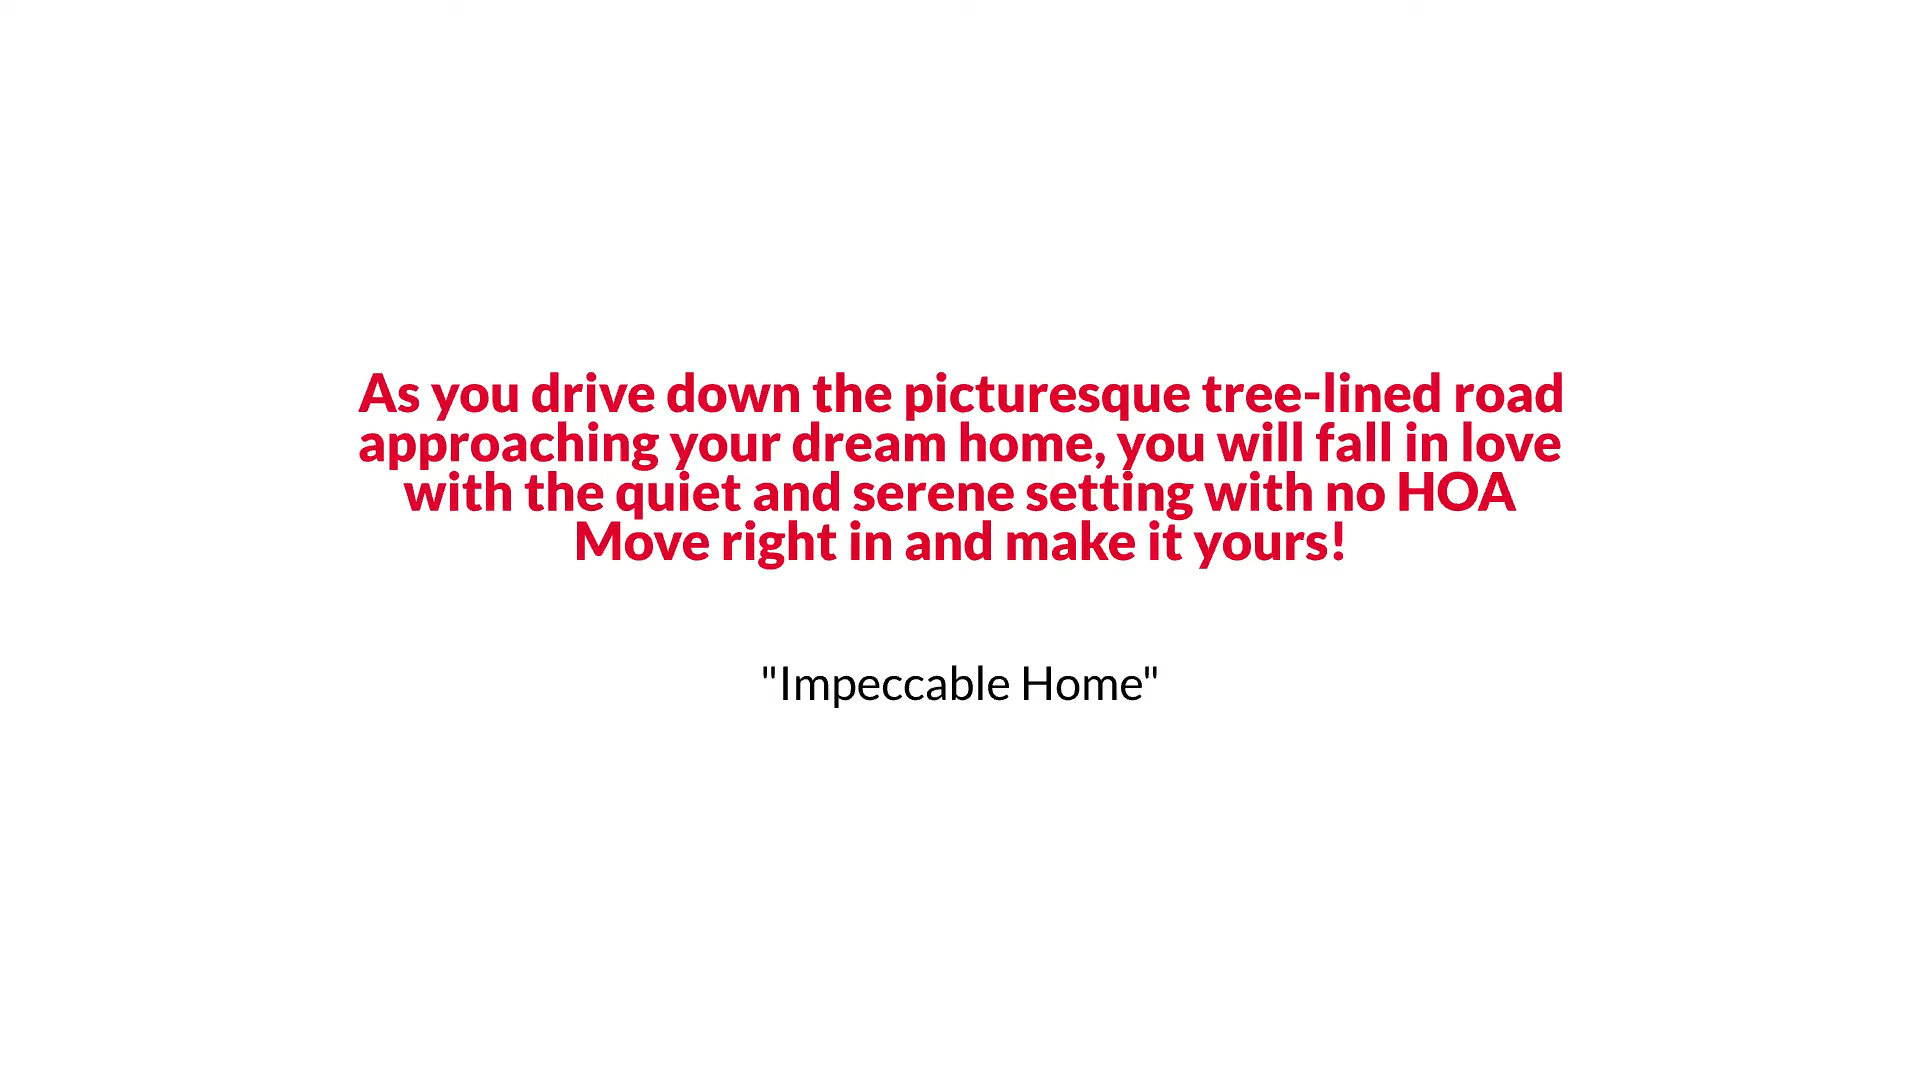 As you drive down the picturesque tree-lined road
approaching your dream home, you will fall in love
with the quiet and serene setting with no HOA
Move right in and make it yours!
"Impeccable Home"